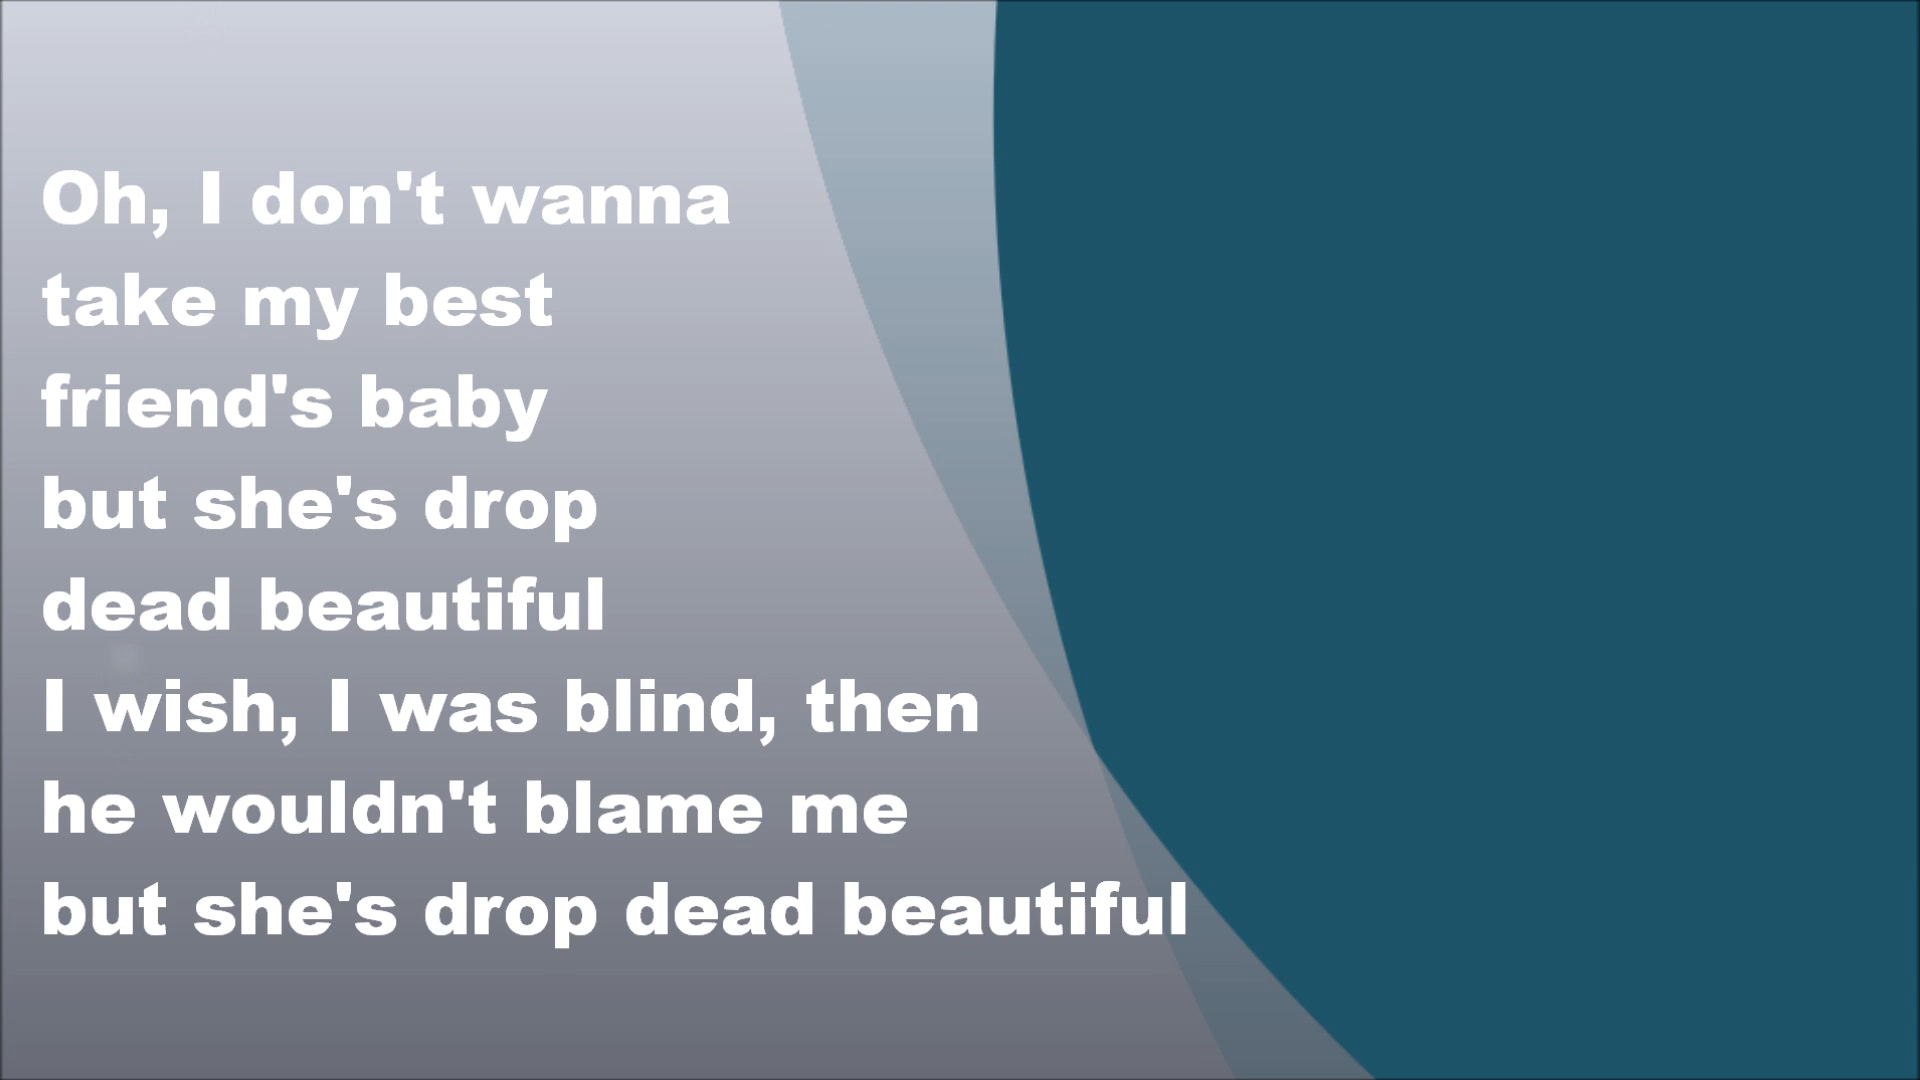 Oh, I don't wanna
take my best
friend's baby
but she's drop
dead beautiful
I wish, I was blind, then
he wouldn't blame me
but she's drop dead beautiful